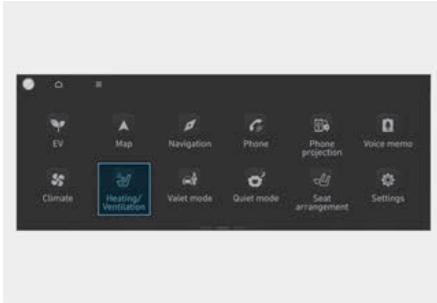 EV
Map
Navigation
Phone
Phone
projection
Voice memo
Climate
Heating/
Ventilation
Valet mode
Quiet mode
Seat
arrangement
Settings